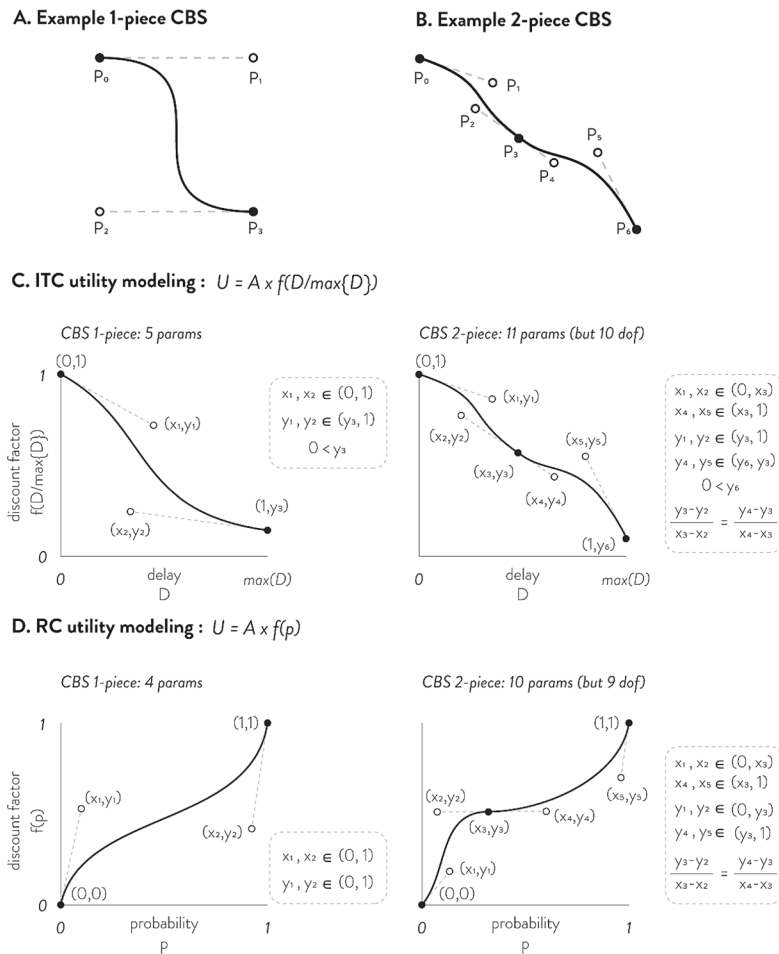 A. Example 1-piece CBS
P₀
P₁
P₂
P₃
B. Example 2-piece CBS
P₀
P₁
P₂
P₃
P₄
P₅
P₆
C. ITC utility modeling : U = A x f(D/max{D})
CBS 1-piece: 5 params
(0,1)
1
(x₁,y₁)
(x₂,y₂)
(1,y₃)
discount factor
f(D/max{D})
0
0
delay
D
max(D)
x₁ , x₂ ∈ (0, 1)
y₁ , y₂ ∈ (y₃, 1)
0 < y₃
CBS 2-piece: 11 params (but 10 dof)
(0,1)
(x₁,y₁)
(x₂,y₂)
(x₃,y₃)
(x₄,y₄)
(x₅,y₅)
(1,y₆)
0
delay
D
max(D)
x₁ , x₂ ∈ (0, x₃)
x₄ , x₅ ∈ (x₃, 1)
y₁ , y₂ ∈ (y₃, 1)
y₄ , y₅ ∈ (y₆, y₃)
0 < y₆
y₃-y₂ / x₃-x₂ = y₄-y₃ / x₄-x₃
D. RC utility modeling : U = A x f(p)
CBS 1-piece: 4 params
1
(1,1)
(x₁,y₁)
(x₂,y₂)
(0,0)
discount factor
f(p)
0
0
probability
p
1
x₁ , x₂ ∈ (0, 1)
y₁ , y₂ ∈ (0, 1)
CBS 2-piece: 10 params (but 9 dof)
(1,1)
(x₂,y₂)
(x₃,y₃)
(x₄,y₄)
(x₅,y₅)
(x₁,y₁)
(0,0)
0
probability
p
1
x₁ , x₂ ∈ (0, x₃)
x₄ , x₅ ∈ (x₃, 1)
y₁ , y₂ ∈ (0, y₃)
y₄ , y₅ ∈ (y₃, 1)
y₃-y₂ / x₃-x₂ = y₄-y₃ / x₄-x₃